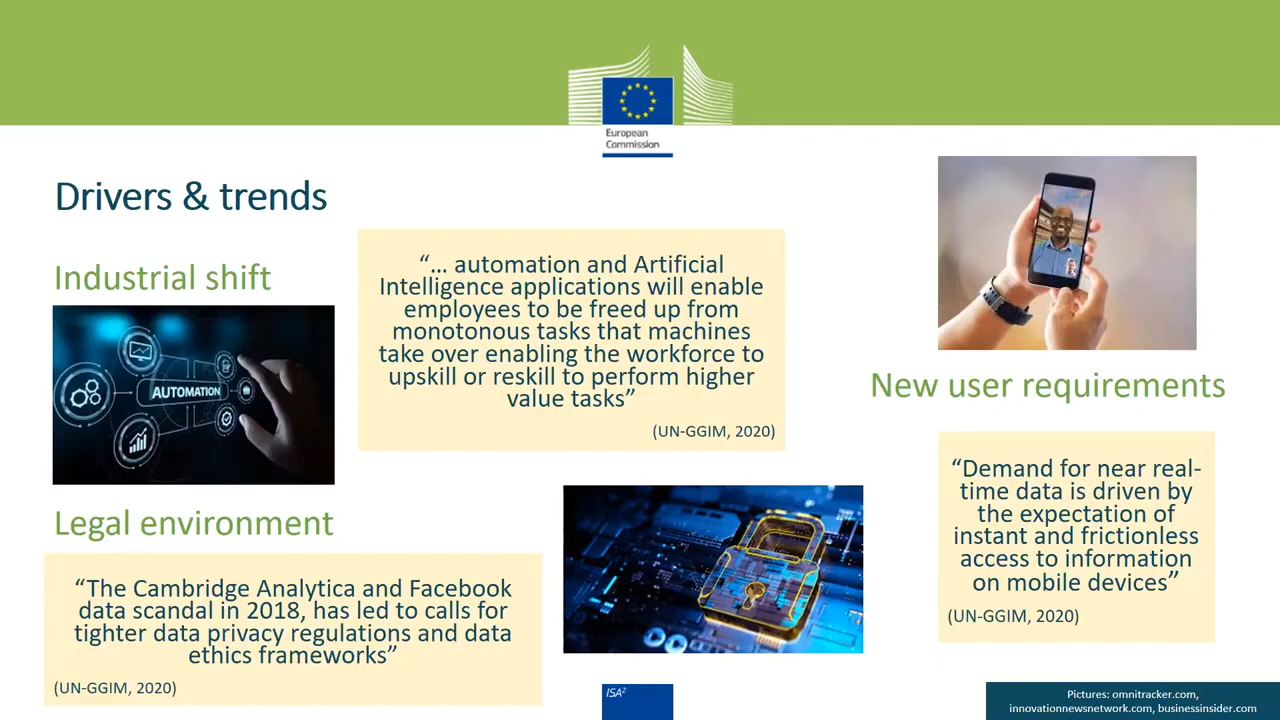 European
Commission
Drivers & trends
Industrial shift
AUTOMATION
“... automation and Artificial
Intelligence applications will enable
employees to be freed up from
monotonous tasks that machines
take over enabling the workforce to
upskill or reskill to perform higher
value tasks”
(UN-GGIM, 2020)
New user requirements
“Demand for near real-
time data is driven by
the expectation of
instant and frictionless
access to information
on mobile devices”
(UN-GGIM, 2020)
Legal environment
“The Cambridge Analytica and Facebook
data scandal in 2018, has led to calls for
tighter data privacy regulations and data
ethics frameworks”
(UN-GGIM, 2020)
ISA²
Pictures: omnitracker.com,
innovationnewsnetwork.com, businessinsider.com